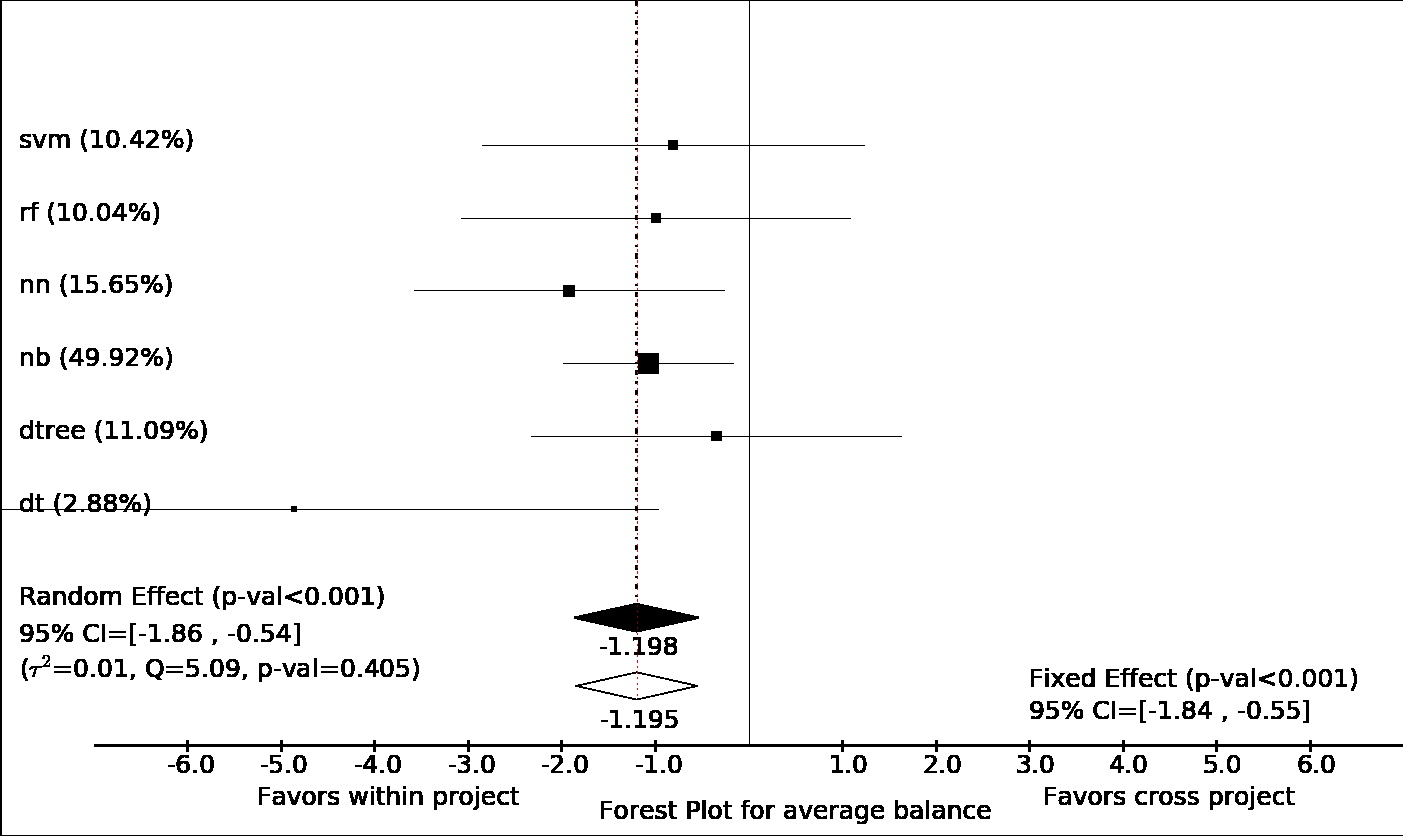 svm (10.42%)
rf (10.04%)
nn (15.65%)
nb (49.92%)
dtree (11.09%)
dt (2.88%)
Random Effect (p-val<0.001)
95% CI=[-1.86 , -0.54]
(τ²=0.01, Q=5.09, p-val=0.405)
-1.198
-1.195
Fixed Effect (p-val<0.001)
95% CI=[-1.84 , -0.55]
-6.0 -5.0 -4.0 -3.0 -2.0 -1.0 1.0 2.0 3.0 4.0 5.0 6.0
Favors within project
Forest Plot for average balance
Favors cross project